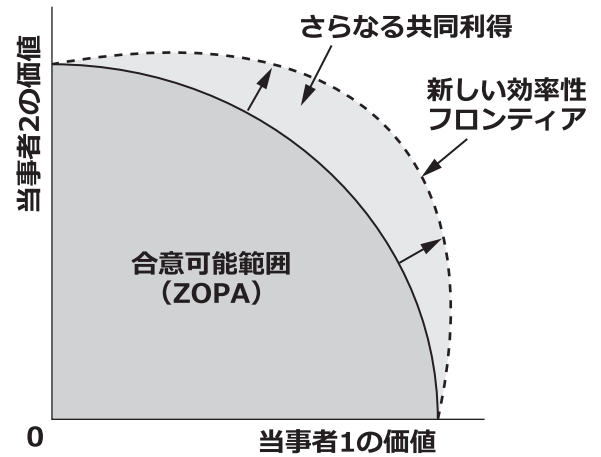 さらなる共同利得
新しい効率性
フロンティア
当事者2の価値
合意可能範囲
（ZOPA）
0
当事者1の価値